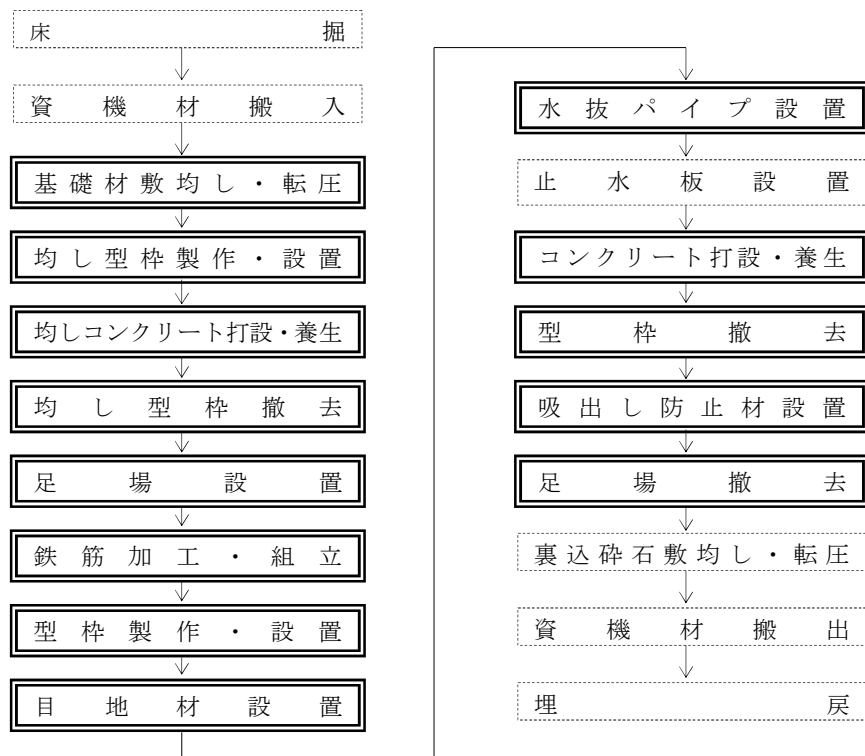 床掘
資機材搬入
基礎材敷均し・転圧
均し型枠製作・設置
均しコンクリート打設・養生
均し型枠撤去
足場設置
鉄筋加工・組立
型枠製作・設置
目地材設置
水抜パイプ設置
止水板設置
コンクリート打設・養生
型枠撤去
吸出し防止材設置
足場撤去
裏込砕石敷均し・転圧
資機材搬出
埋戻